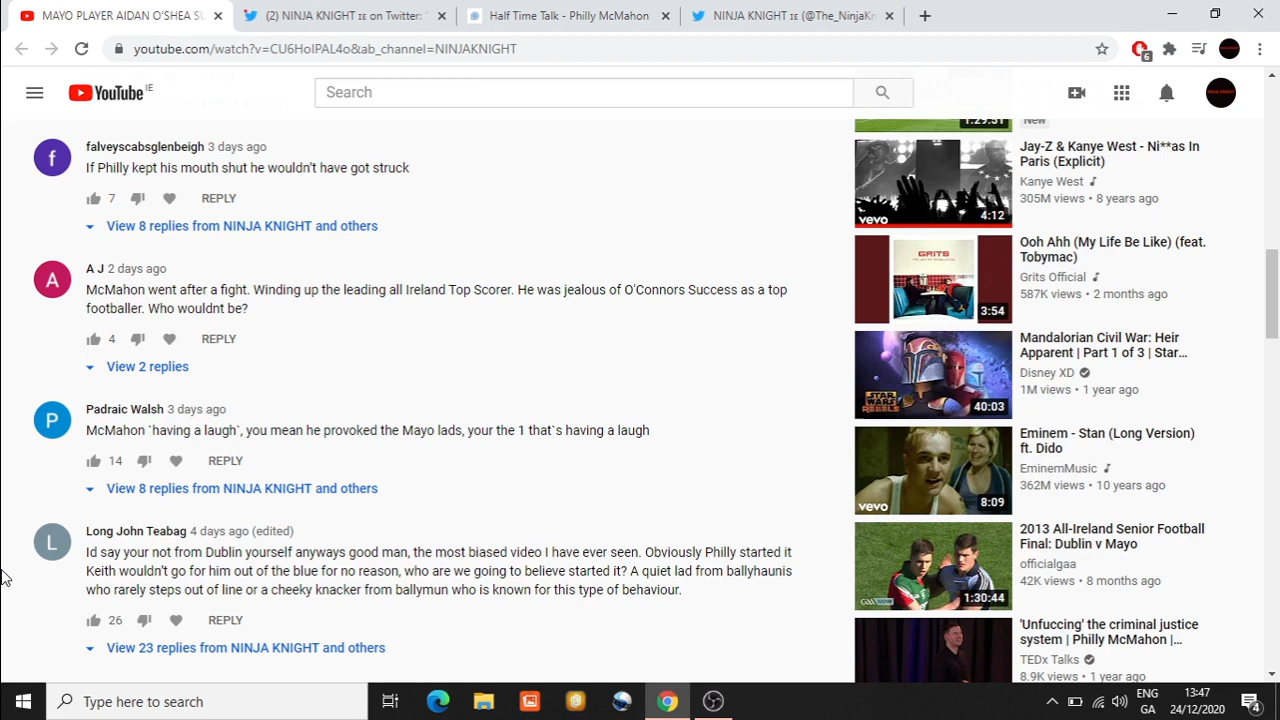 MAYO PLAYER AIDAN O'SHEA SU
(2) NINJA KNIGHT 🇮🇪 on Twitter: "
Half Time Talk - Philly McMahon
NINJA KNIGHT 🇮🇪 (@The_NinjaKn
youtube.com/watch?v=CU6HoIPAL4o&ab_channel=NINJAKNIGHT
6
YouTube IE
Search
falveyscabsglenbeigh 3 days ago
If Philly kept his mouth shut he wouldn't have got struck
7 REPLY
View 8 replies from NINJA KNIGHT and others
A
A J 2 days ago
McMahon went after a fight. Winding up the leading all Ireland Top Scorer. He was jealous of O'Connors Success as a top
footballer. Who wouldnt be?
4 REPLY
View 2 replies
P
Padraic Walsh 3 days ago
McMahon `having a laugh`, you mean he provoked the Mayo lads, your the 1 that`s having a laugh
14 REPLY
View 8 replies from NINJA KNIGHT and others
L
Long John Teabag 4 days ago (edited)
Id say your not from Dublin yourself anyways good man, the most biased video I have ever seen. Obviously Philly started it
Keith wouldn't go for him out of the blue for no reason, who are we going to believe started it? A quiet lad from ballyhaunis
who rarely steps out of line or a cheeky knacker from ballymun who is known for this type of behaviour.
26 REPLY
View 23 replies from NINJA KNIGHT and others
1:29:51
New
Jay-Z & Kanye West - Ni**as In
Paris (Explicit)
Kanye West
305M views • 8 years ago
vevo
4:12
Ooh Ahh (My Life Be Like) (feat.
Tobymac)
Grits Official
587K views • 2 months ago
GRITS
3:54
Mandalorian Civil War: Heir
Apparent | Part 1 of 3 | Star...
Disney XD
1M views • 1 year ago
STAR WARS
REBELS
40:03
Eminem - Stan (Long Version)
ft. Dido
EminemMusic
362M views • 10 years ago
vevo
8:09
2013 All-Ireland Senior Football
Final: Dublin v Mayo
officialgaa
42K views • 8 months ago
GAA NOW
1:30:44
'Unfuccing' the criminal justice
system | Philly McMahon |...
TEDx Talks
8.9K views • 1 year ago
Type here to search
ENG
GA
13:47
24/12/2020
4